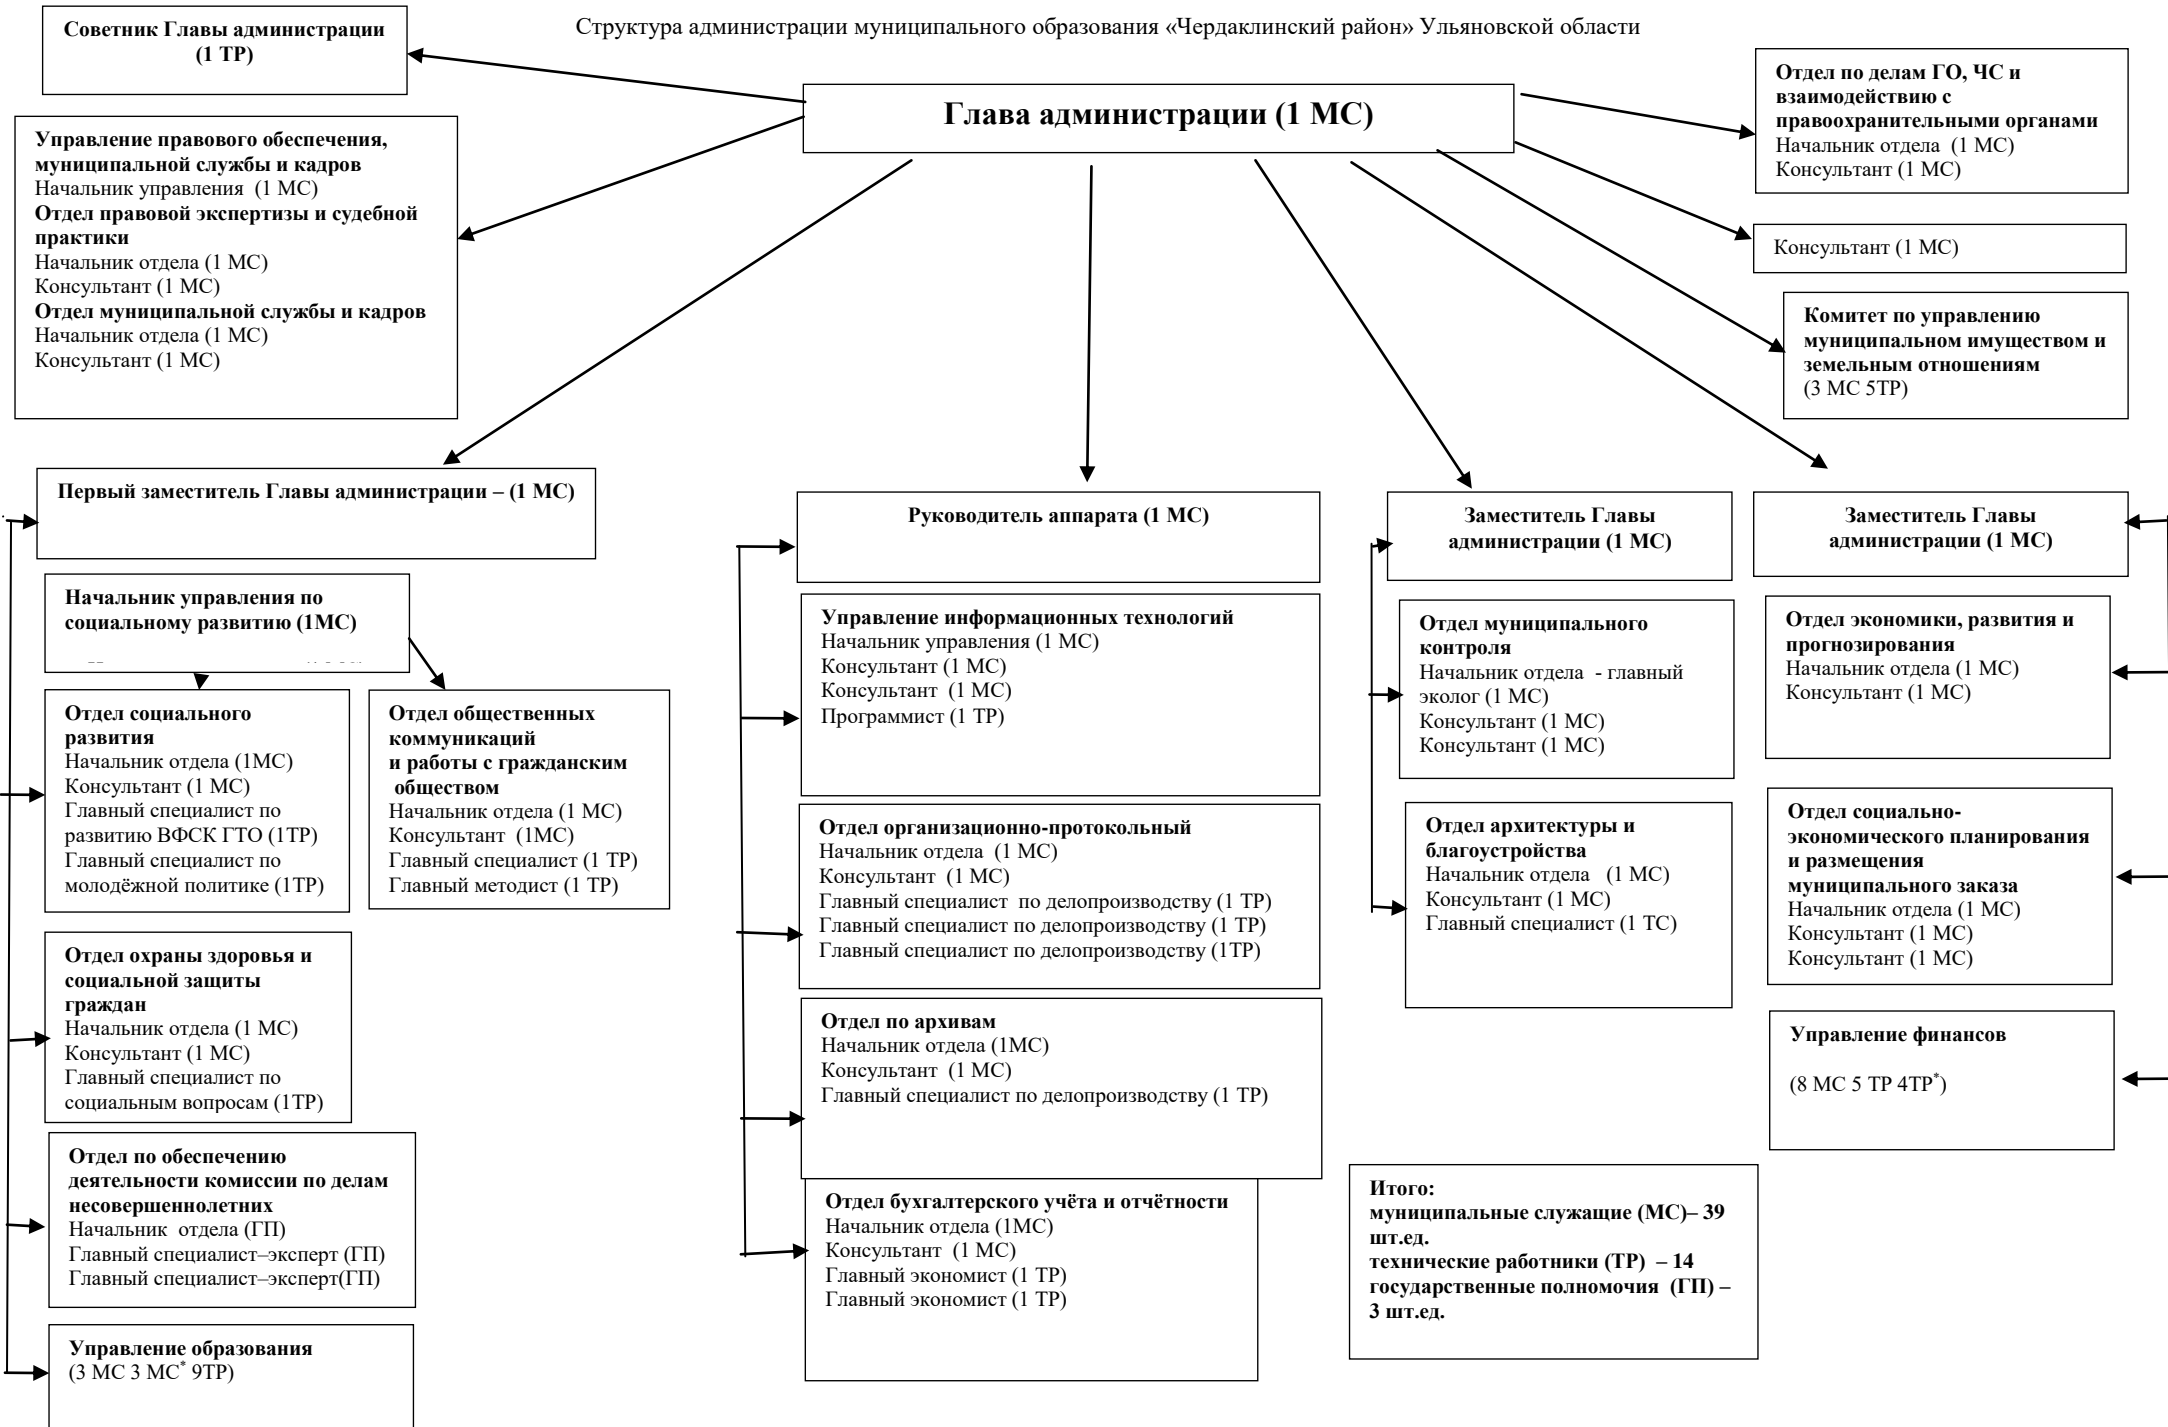 Структура администрации муниципального образования «Чердаклинский район» Ульяновской области
Советник Главы администрации
(1 ТР)
Глава администрации (1 МС)
Отдел по делам ГО, ЧС и
взаимодействию с
правоохранительными органами
Начальник отдела (1 МС)
Консультант (1 МС)
Управление правового обеспечения,
муниципальной службы и кадров
Начальник управления (1 МС)
Отдел правовой экспертизы и судебной
практики
Начальник отдела (1 МС)
Консультант (1 МС)
Отдел муниципальной службы и кадров
Начальник отдела (1 МС)
Консультант (1 МС)
Консультант (1 МС)
Комитет по управлению
муниципальном имуществом и
земельным отношениям
(3 МС 5ТР)
Первый заместитель Главы администрации – (1 МС)
Начальник управления по
социальному развитию (1МС)
Отдел социального
развития
Начальник отдела (1МС)
Консультант (1 МС)
Главный специалист по
развитию ВФСК ГТО (1ТР)
Главный специалист по
молодёжной политике (1ТР)
Отдел общественных
коммуникаций
и работы с гражданским
обществом
Начальник отдела (1 МС)
Консультант (1МС)
Главный специалист (1 ТР)
Главный методист (1 ТР)
Отдел охраны здоровья и
социальной защиты
граждан
Начальник отдела (1 МС)
Консультант (1 МС)
Главный специалист по
социальным вопросам (1ТР)
Отдел по обеспечению
деятельности комиссии по делам
несовершеннолетних
Начальник отдела (ГП)
Главный специалист–эксперт (ГП)
Главный специалист–эксперт(ГП)
Управление образования
(3 МС 3 МС* 9ТР)
Руководитель аппарата (1 МС)
Управление информационных технологий
Начальник управления (1 МС)
Консультант (1 МС)
Консультант (1 МС)
Программист (1 ТР)
Отдел организационно-протокольный
Начальник отдела (1 МС)
Консультант (1 МС)
Главный специалист по делопроизводству (1 ТР)
Главный специалист по делопроизводству (1 ТР)
Главный специалист по делопроизводству (1ТР)
Отдел по архивам
Начальник отдела (1МС)
Консультант (1 МС)
Главный специалист по делопроизводству (1 ТР)
Отдел бухгалтерского учёта и отчётности
Начальник отдела (1МС)
Консультант (1 МС)
Главный экономист (1 ТР)
Главный экономист (1 ТР)
Заместитель Главы
администрации (1 МС)
Отдел муниципального
контроля
Начальник отдела - главный
эколог (1 МС)
Консультант (1 МС)
Консультант (1 МС)
Отдел архитектуры и
благоустройства
Начальник отдела (1 МС)
Консультант (1 МС)
Главный специалист (1 ТС)
Заместитель Главы
администрации (1 МС)
Отдел экономики, развития и
прогнозирования
Начальник отдела (1 МС)
Консультант (1 МС)
Отдел социально-
экономического планирования
и размещения
муниципального заказа
Начальник отдела (1 МС)
Консультант (1 МС)
Консультант (1 МС)
Управление финансов
(8 МС 5 ТР 4ТР*)
Итого:
муниципальные служащие (МС)– 39
шт.ед.
технические работники (ТР) – 14
государственные полномочия (ГП) –
3 шт.ед.